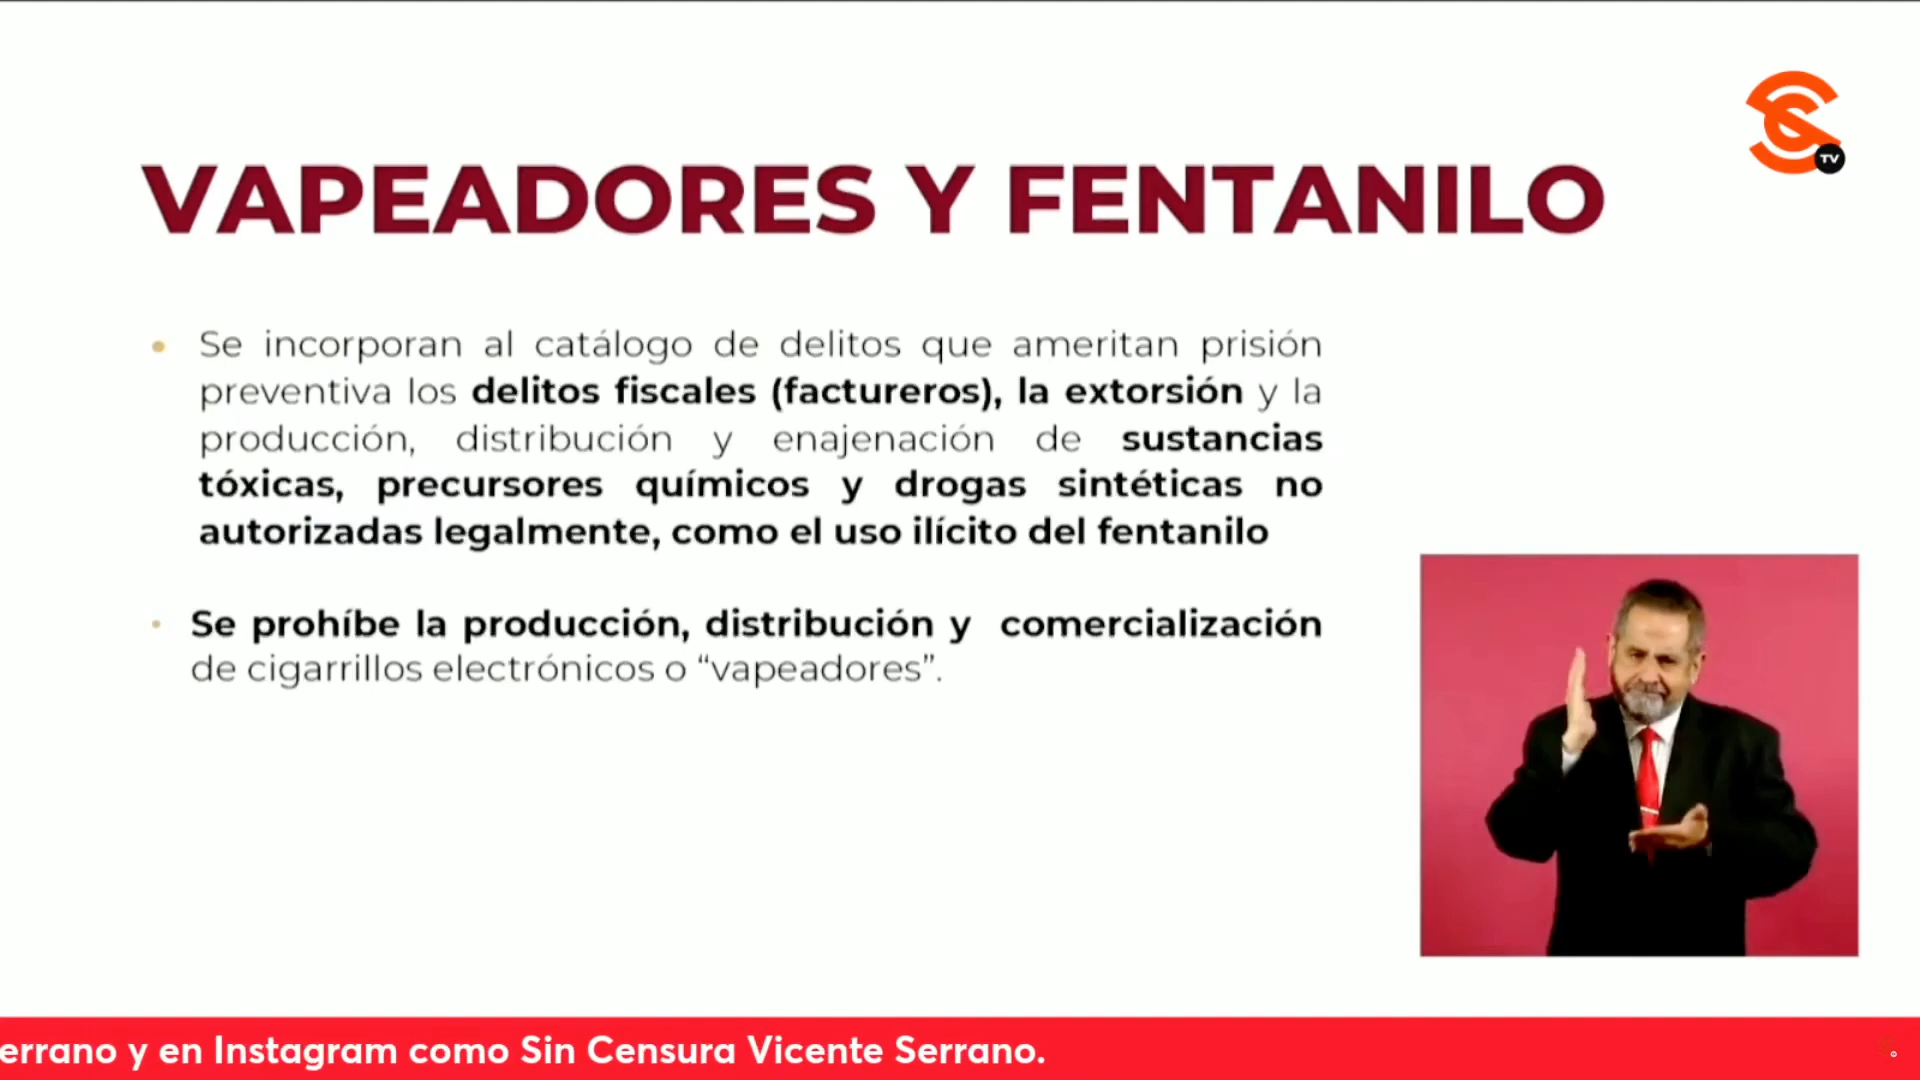 TV
VAPEADORES Y FENTANILO
• Se incorporan al catálogo de delitos que ameritan prisión
preventiva los delitos fiscales (factureros), la extorsión y la
producción, distribución y enajenación de sustancias
tóxicas, precursores químicos y drogas sintéticas no
autorizadas legalmente, como el uso ilícito del fentanilo
• Se prohíbe la producción, distribución y comercialización
de cigarrillos electrónicos o “vapeadores”.
errano y en Instagram como Sin Censura Vicente Serrano.